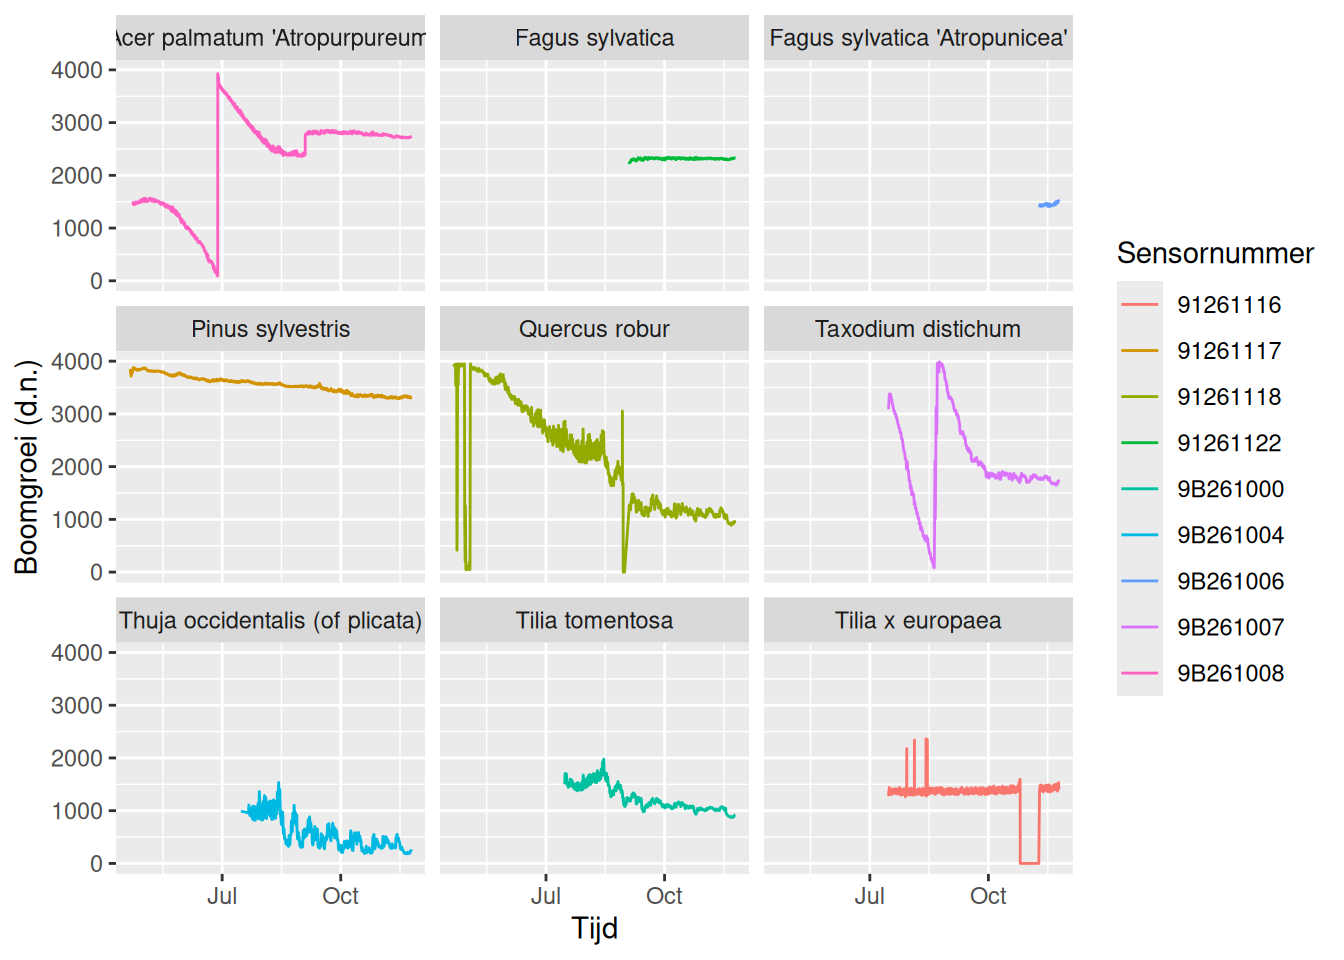 Acer palmatum 'Atropurpureum
Fagus sylvatica
Fagus sylvatica 'Atropunicea'
4000
3000
2000
1000
0
Pinus sylvestris
Quercus robur
Taxodium distichum
4000
3000
2000
1000
0
Thuja occidentalis (of plicata)
Tilia tomentosa
Tilia x europaea
4000
3000
2000
1000
0
Jul
Oct
Jul
Oct
Jul
Oct
Tijd
Boomgroei (d.n.)
Sensornummer
91261116
91261117
91261118
91261122
9B261000
9B261004
9B261006
9B261007
9B261008